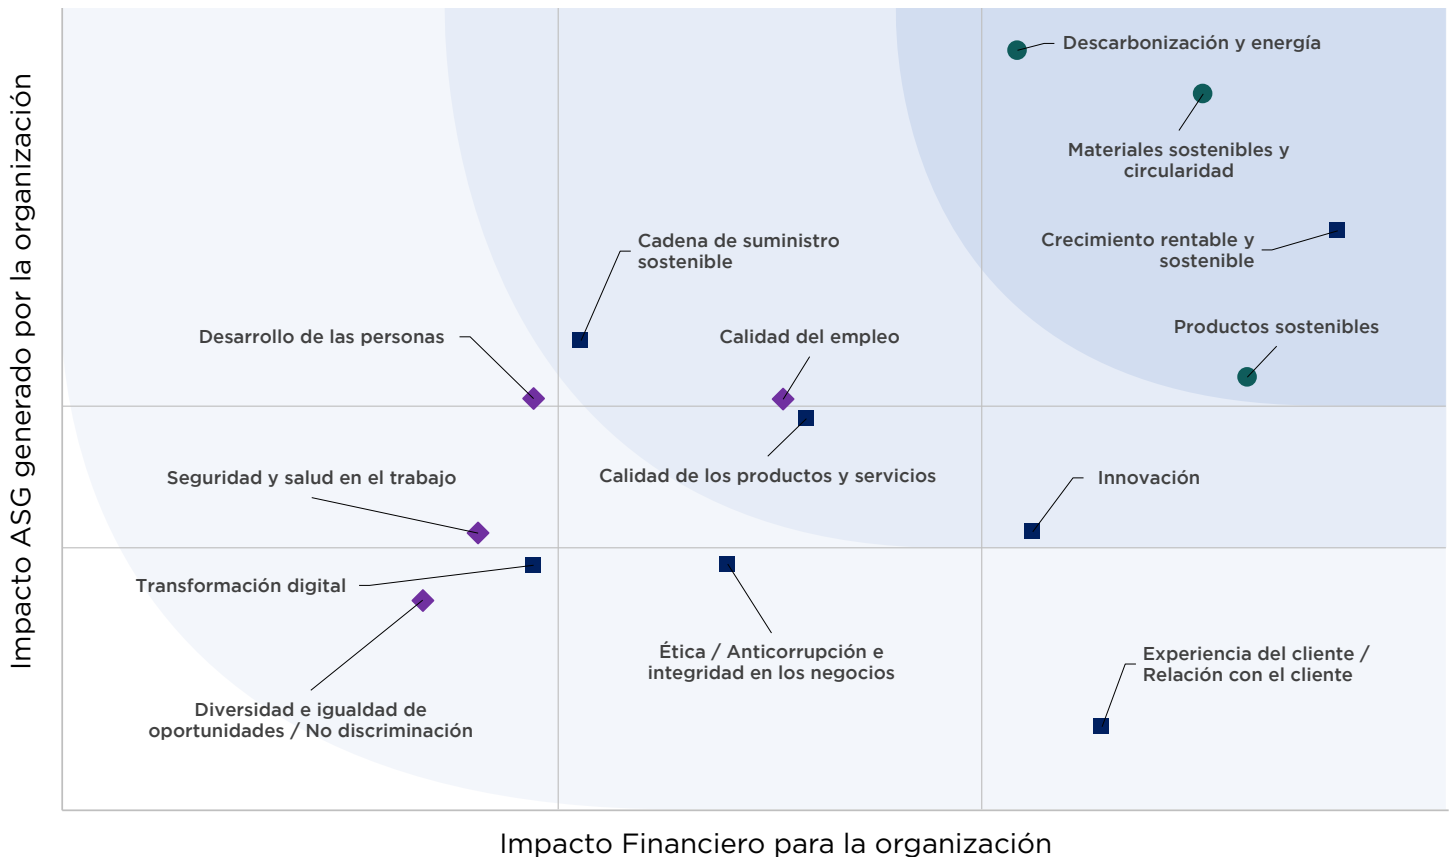 Impacto ASG generado por la organización
Descarbonización y energía
Materiales sostenibles y
circularidad
Cadena de suministro
sostenible
Crecimiento rentable y
sostenible
Desarrollo de las personas
Calidad del empleo
Productos sostenibles
Seguridad y salud en el trabajo
Calidad de los productos y servicios
Innovación
Transformación digital
Ética / Anticorrupción e
integridad en los negocios
Experiencia del cliente /
Relación con el cliente
Diversidad e igualdad de
oportunidades / No discriminación
Impacto Financiero para la organización